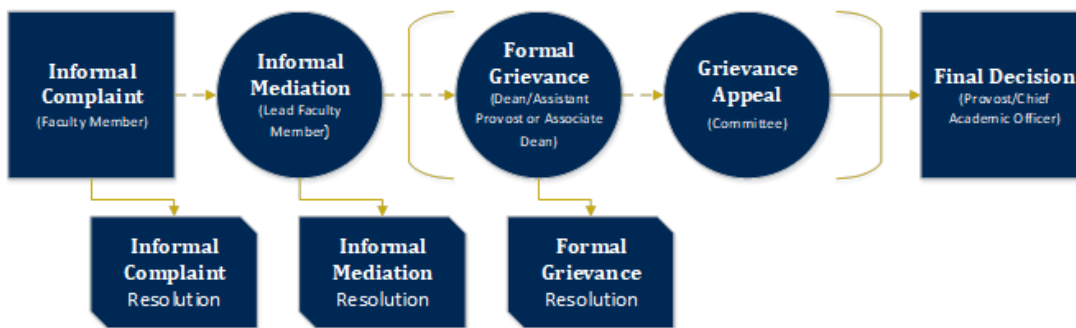 Informal
Complaint
(Faculty Member)
Informal
Mediation
(Lead Faculty
Member)
Formal
Grievance
(Dean/Assistant
Provost or Associate
Dean)
Grievance
Appeal
(Committee)
Final Decision
(Provost/Chief
Academic Officer)
Informal
Complaint
Resolution
Informal
Mediation
Resolution
Formal
Grievance
Resolution